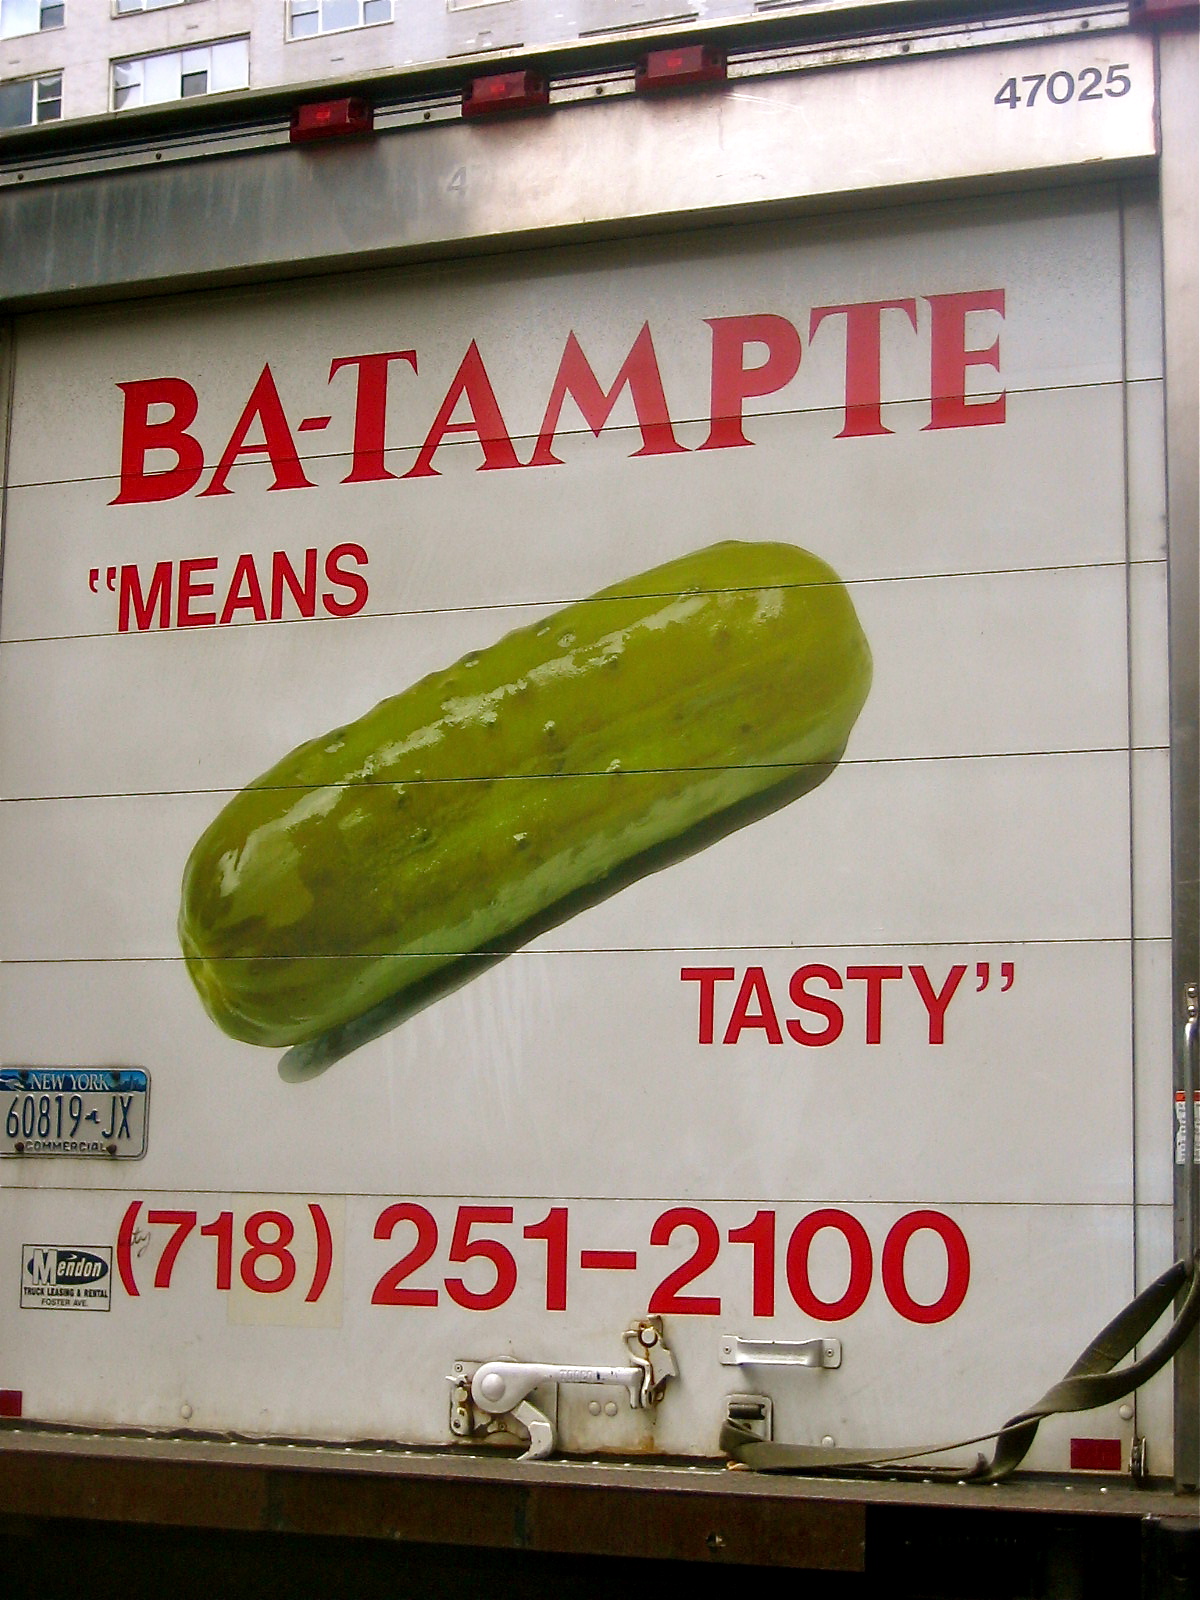 47025
BA-TAMPTE
"MEANS
TASTY"
NEW YORK
60819-JX
COMMERCIAL
(718) 251-2100
Mendon
TRUCK LEASING & RENTAL
FOSTER AVE.